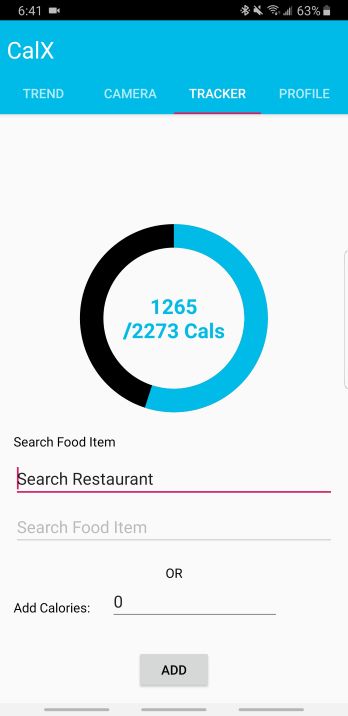 6:41 63%
CalX
TREND CAMERA TRACKER PROFILE
1265
/2273 Cals
Search Food Item
Search Restaurant
Search Food Item
OR
Add Calories: 0
ADD